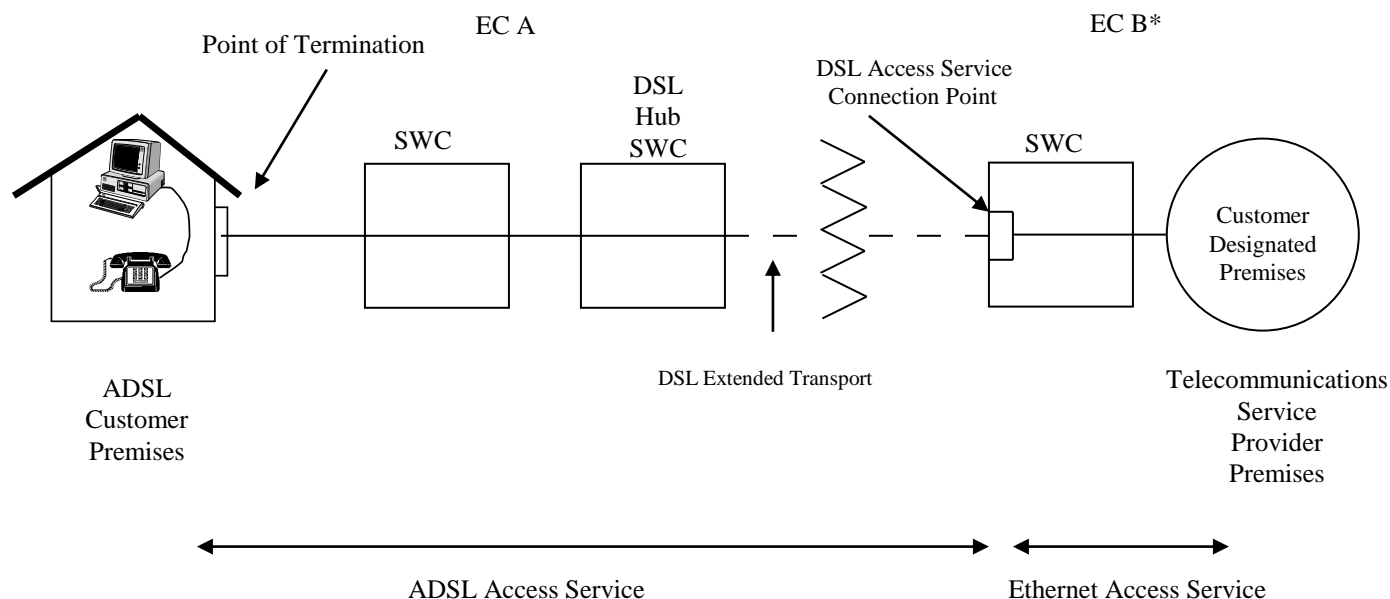 EC A
EC B*
Point of Termination
DSL Access Service
Connection Point
DSL
Hub
SWC
SWC
SWC
Customer
Designated
Premises
DSL Extended Transport
ADSL
Customer
Premises
Telecommunications
Service
Provider
Premises
ADSL Access Service
Ethernet Access Service